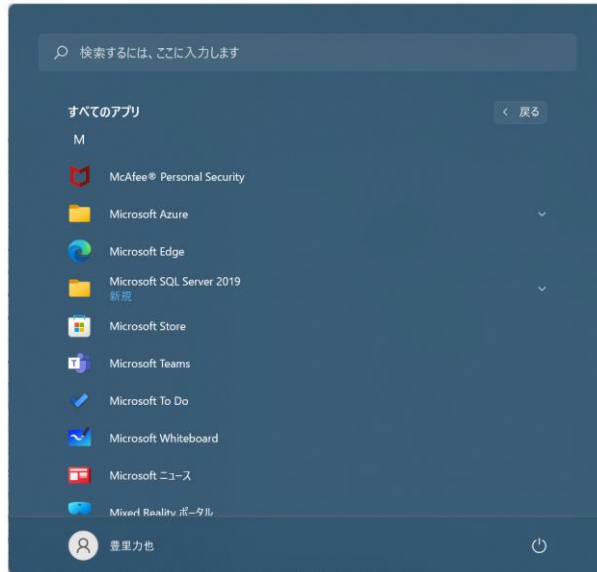 検索するには、ここに入力します
すべてのアプリ
戻る
M
McAfee® Personal Security
Microsoft Azure
Microsoft Edge
Microsoft SQL Server 2019
新規
Microsoft Store
Microsoft Teams
Microsoft To Do
Microsoft Whiteboard
Microsoft ニュース
Mixed Reality ポータル
豊里力也